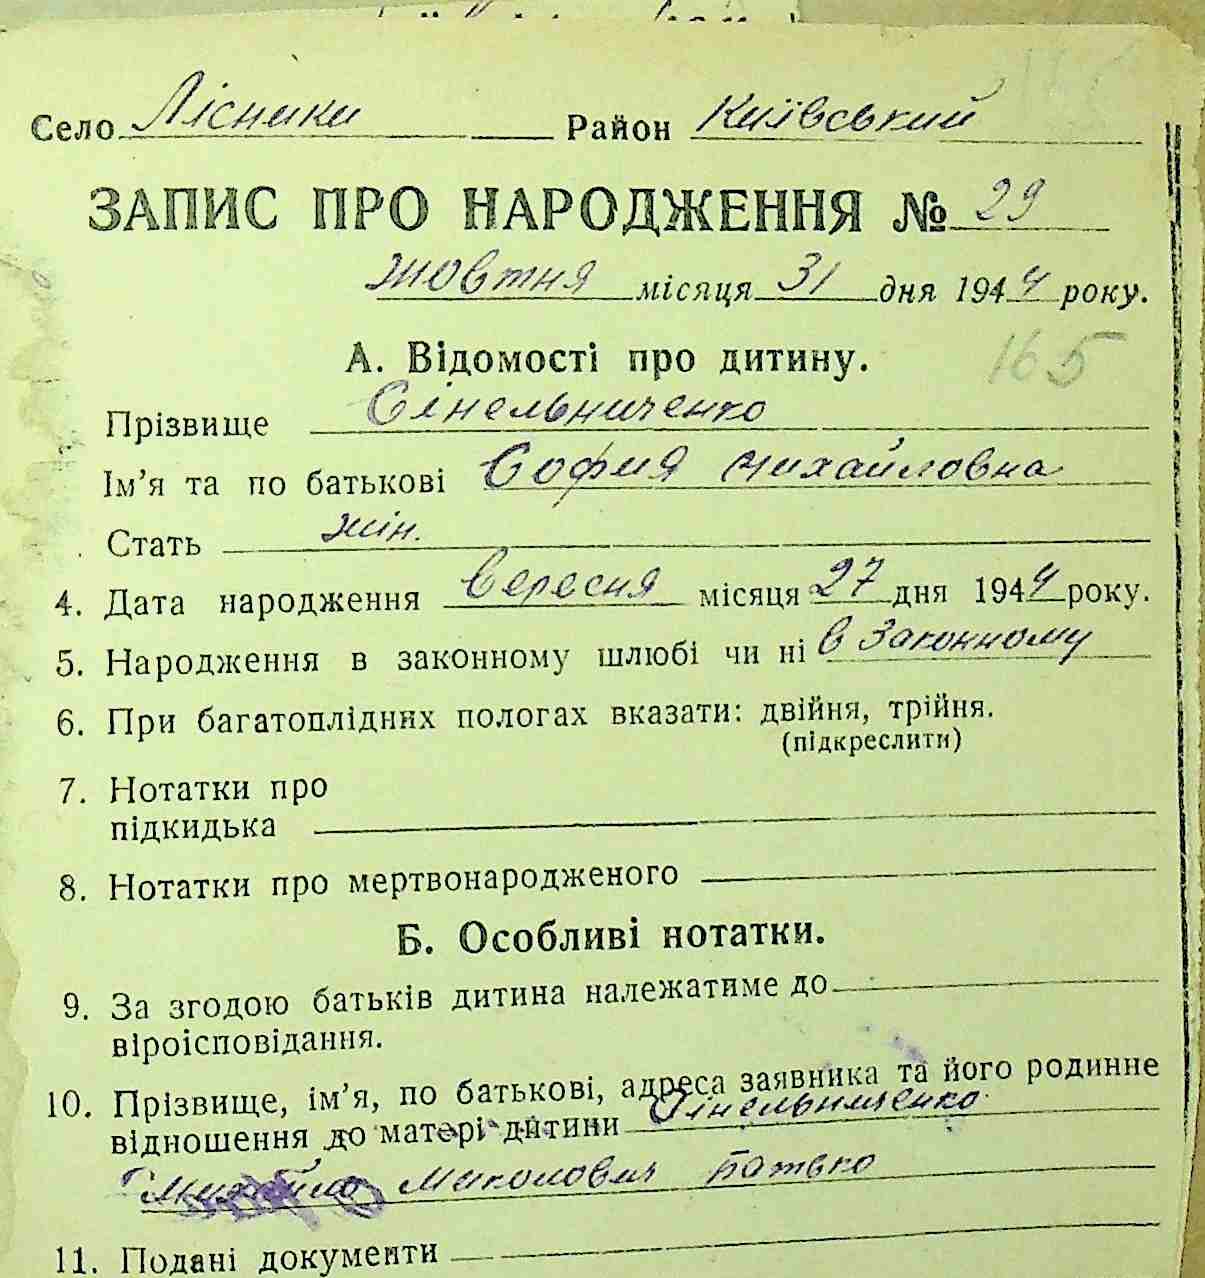 Село Лісники Район Київський
ЗАПИС ПРО НАРОДЖЕННЯ № 29
жовтня місяця 31 дня 1944 року.
165
А. Відомості про дитину.
Прізвище Сінельниченко
Ім’я та по батькові София Михайловна
Стать жін.
4. Дата народження вересня місяця 27 дня 1944 року.
5. Народження в законному шлюбі чи ні в законному
6. При багатоплідних пологах вказати: двійня, трійня.
(підкреслити)
7. Нотатки про
підкидька
8. Нотатки про мертвонародженого
Б. Особливі нотатки.
9. За згодою батьків дитина належатиме до
віроісповідання.
10. Прізвище, ім’я, по батькові, адреса заявника та його родинне
відношення до матері дитини Сінельниченко
Михайло Миколович батько
11. Подані документи